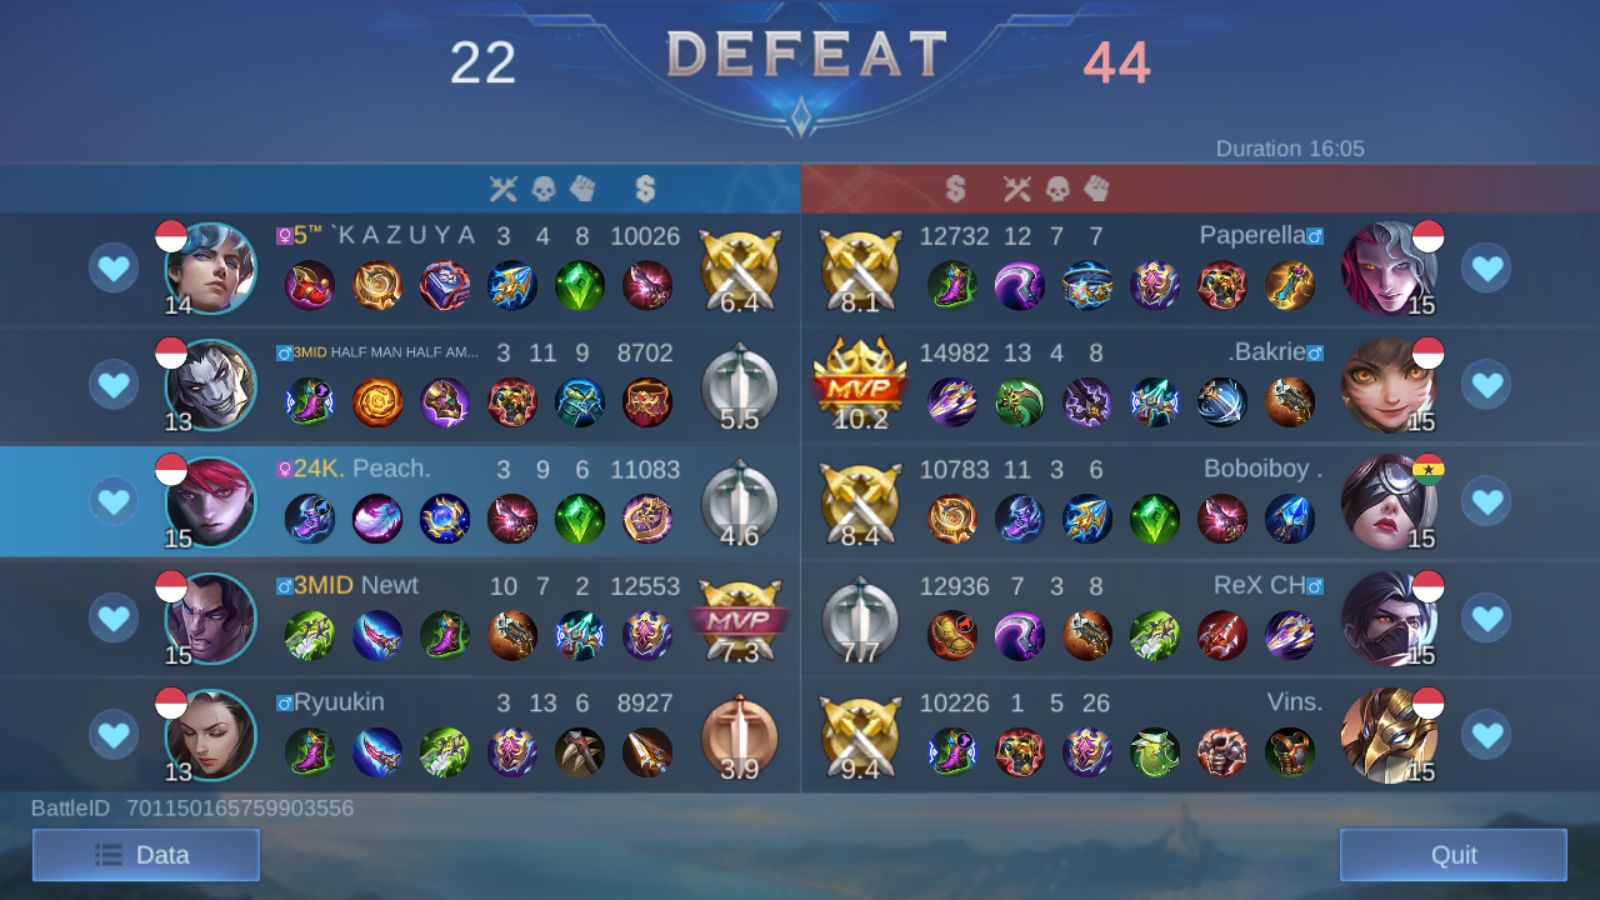 22 DEFEAT 44
Duration 16:05
5™ `K A Z U Y A 3 4 8 10026 6.4 14
8.1 12732 12 7 7 Paperella 15
3MID HALF MAN HALF AM... 3 11 9 8702 5.5 13
MVP 10.2 14982 13 4 8 .Bakrie 15
24K. Peach. 3 9 6 11083 4.6 15
8.4 10783 11 3 6 Boboiboy . 15
3MID Newt 10 7 2 12553 MVP 7.3 15
7.7 12936 7 3 8 ReX CH 15
Ryuukin 3 13 6 8927 3.9 13
9.4 10226 1 5 26 Vins. 15
BattleID 701150165759903556
Data
Quit